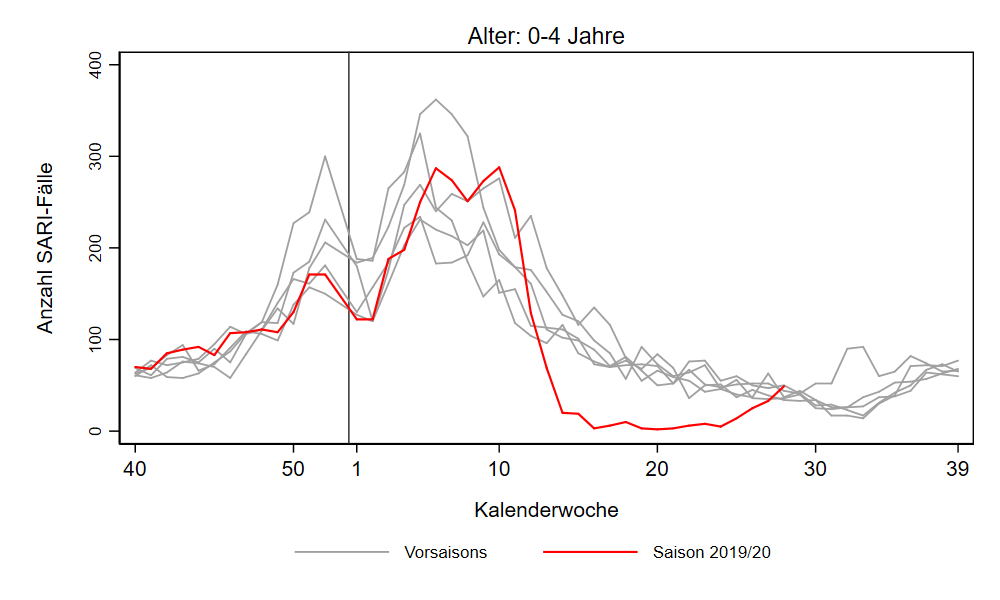 Alter: 0-4 Jahre
Anzahl SARI-Fälle
400
300
200
100
0
40 50 1 10 20 30 39
Kalenderwoche
Vorsaisons Saison 2019/20